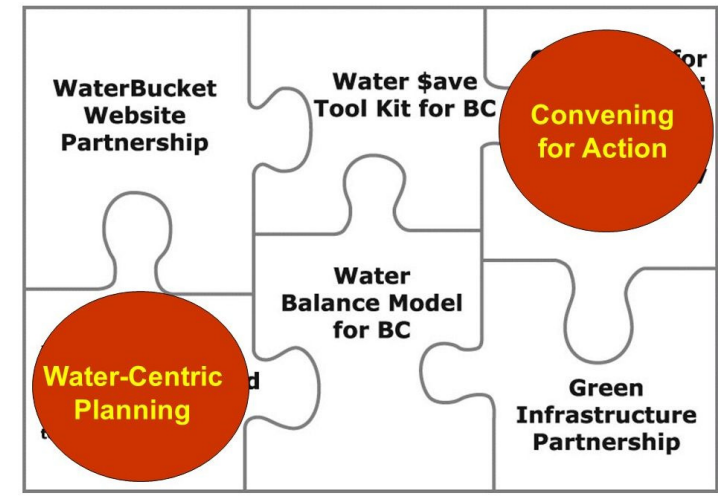 WaterBucket
Website
Partnership
Water $ave
Tool Kit for BC
Convening
for Action
for
Water
Balance Model
for BC
Water-Centric
Planning
Green
Infrastructure
Partnership